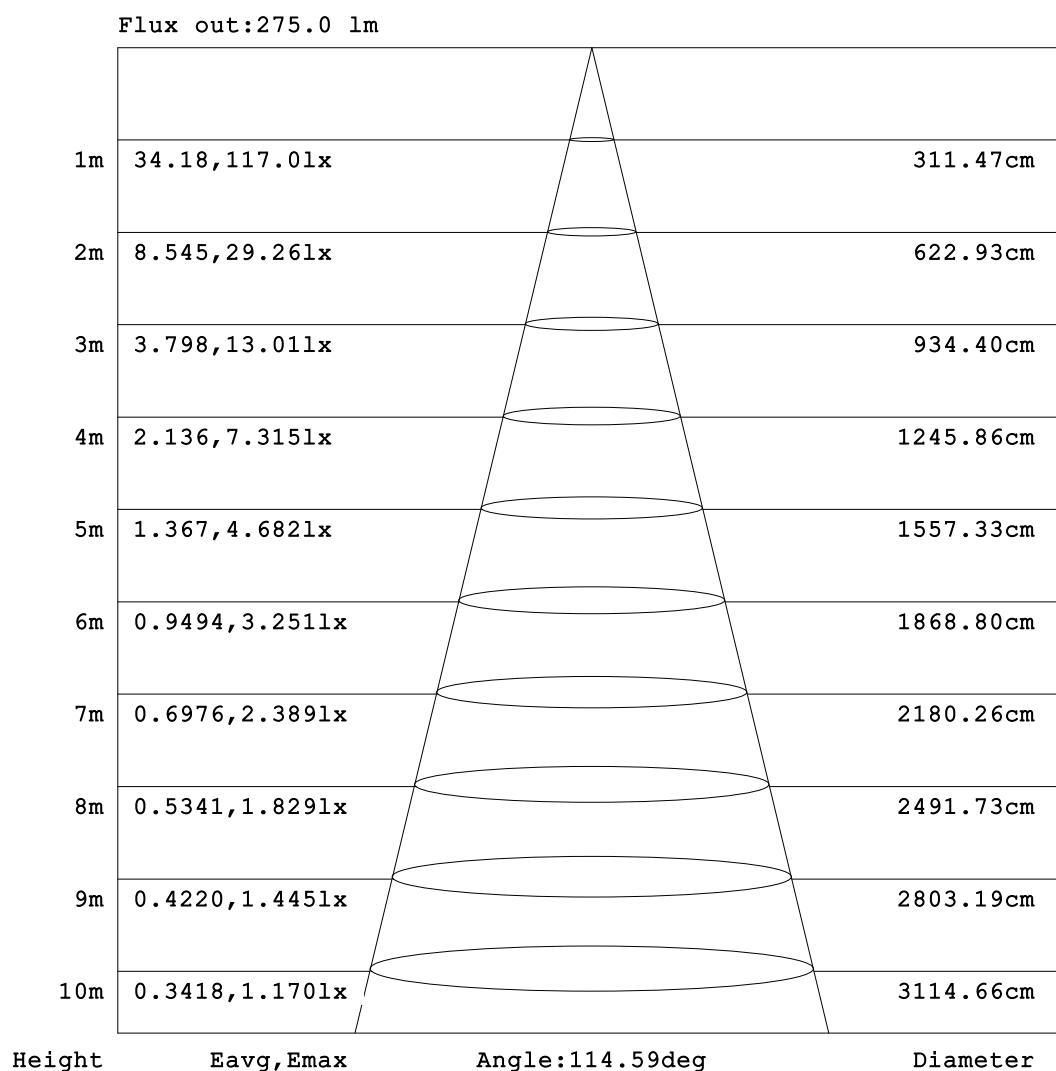 Flux out:275.0 lm
1m 34.18,117.0lx 311.47cm
2m 8.545,29.26lx 622.93cm
3m 3.798,13.01lx 934.40cm
4m 2.136,7.315lx 1245.86cm
5m 1.367,4.682lx 1557.33cm
6m 0.9494,3.251lx 1868.80cm
7m 0.6976,2.389lx 2180.26cm
8m 0.5341,1.829lx 2491.73cm
9m 0.4220,1.445lx 2803.19cm
10m 0.3418,1.170lx 3114.66cm
Height Eavg,Emax Angle:114.59deg Diameter